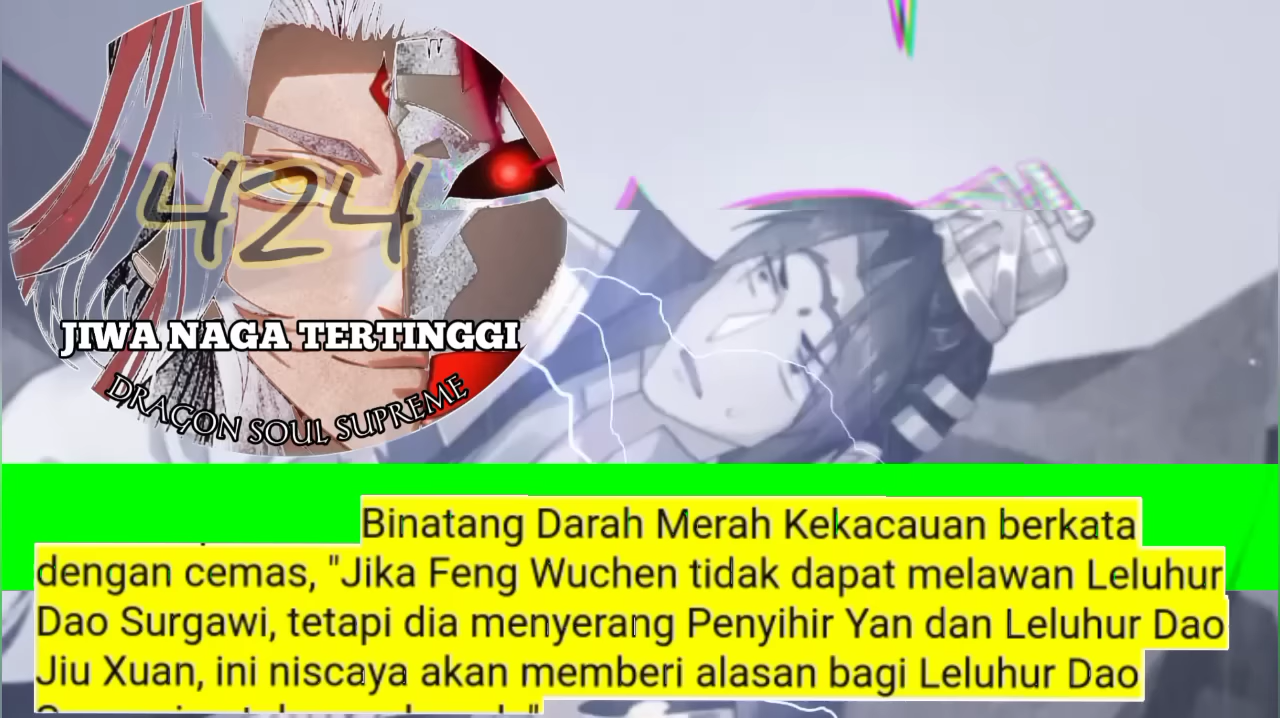 424
JIWA NAGA TERTINGGI
DRAGON SOUL SUPREME
Binatang Darah Merah Kekacauan berkata
dengan cemas, "Jika Feng Wuchen tidak dapat melawan Leluhur
Dao Surgawi, tetapi dia menyerang Penyihir Yan dan Leluhur Dao
Jiu Xuan, ini niscaya akan memberi alasan bagi Leluhur Dao